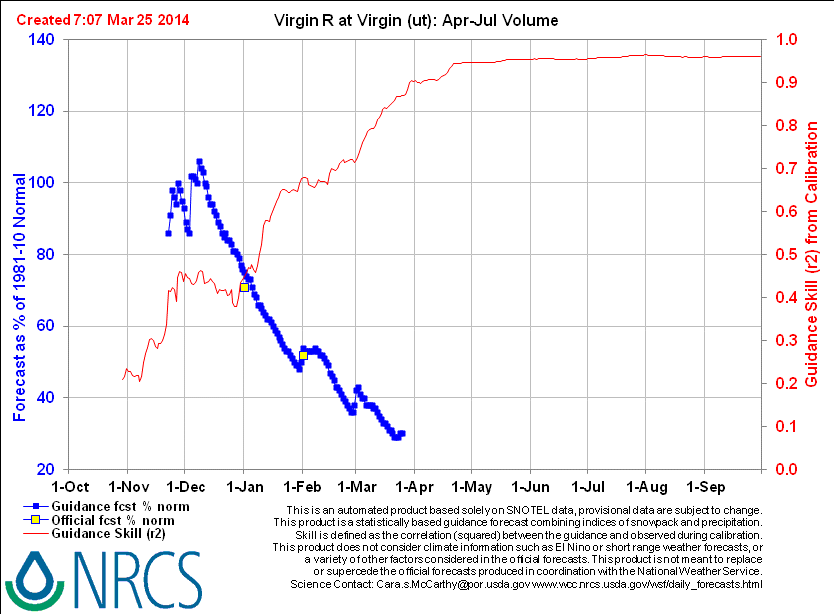 Created 7:07 Mar 25 2014
Virgin R at Virgin (ut): Apr-Jul Volume
140
120
100
80
60
40
20
Forecast as % of 1981-10 Normal
1.0
0.9
0.8
0.7
0.6
0.5
0.4
0.3
0.2
0.1
0.0
Guidance Skill (r2) from Calibration
1-Oct 1-Nov 1-Dec 1-Jan 1-Feb 1-Mar 1-Apr 1-May 1-Jun 1-Jul 1-Aug 1-Sep
Guidance fcst % norm
Official fcst % norm
Guidance Skill (r2)
This is an automated product based solely on SNOTEL data, provisional data are subject to change.
This product is a statistically based guidance forecast combining indices of snowpack and precipitation.
Skill is defined as the correlation (squared) between the guidance and observed during calibration.
This product does not consider climate information such as El Nino or short range weather forecasts, or
a variety of other factors considered in the official forecasts. This product is not meant to replace
or supercede the official forecasts produced in coordination with the National Weather Service.
Science Contact: Cara.s.McCarthy@por.usda.gov www.wcc.nrcs.usda.gov/wsf/daily_forecasts.html
NRCS